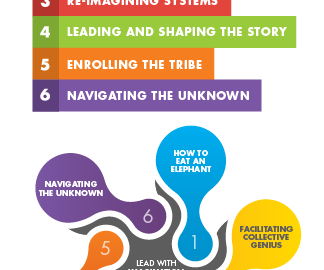 3 RE-IMAGINING SYSTEMS
4 LEADING AND SHAPING THE STORY
5 ENROLLING THE TRIBE
6 NAVIGATING THE UNKNOWN
HOW TO
EAT AN
ELEPHANT
NAVIGATING
THE UNKNOWN
6
FACILITATING
COLLECTIVE
GENIUS
5
1
LEAD WITH